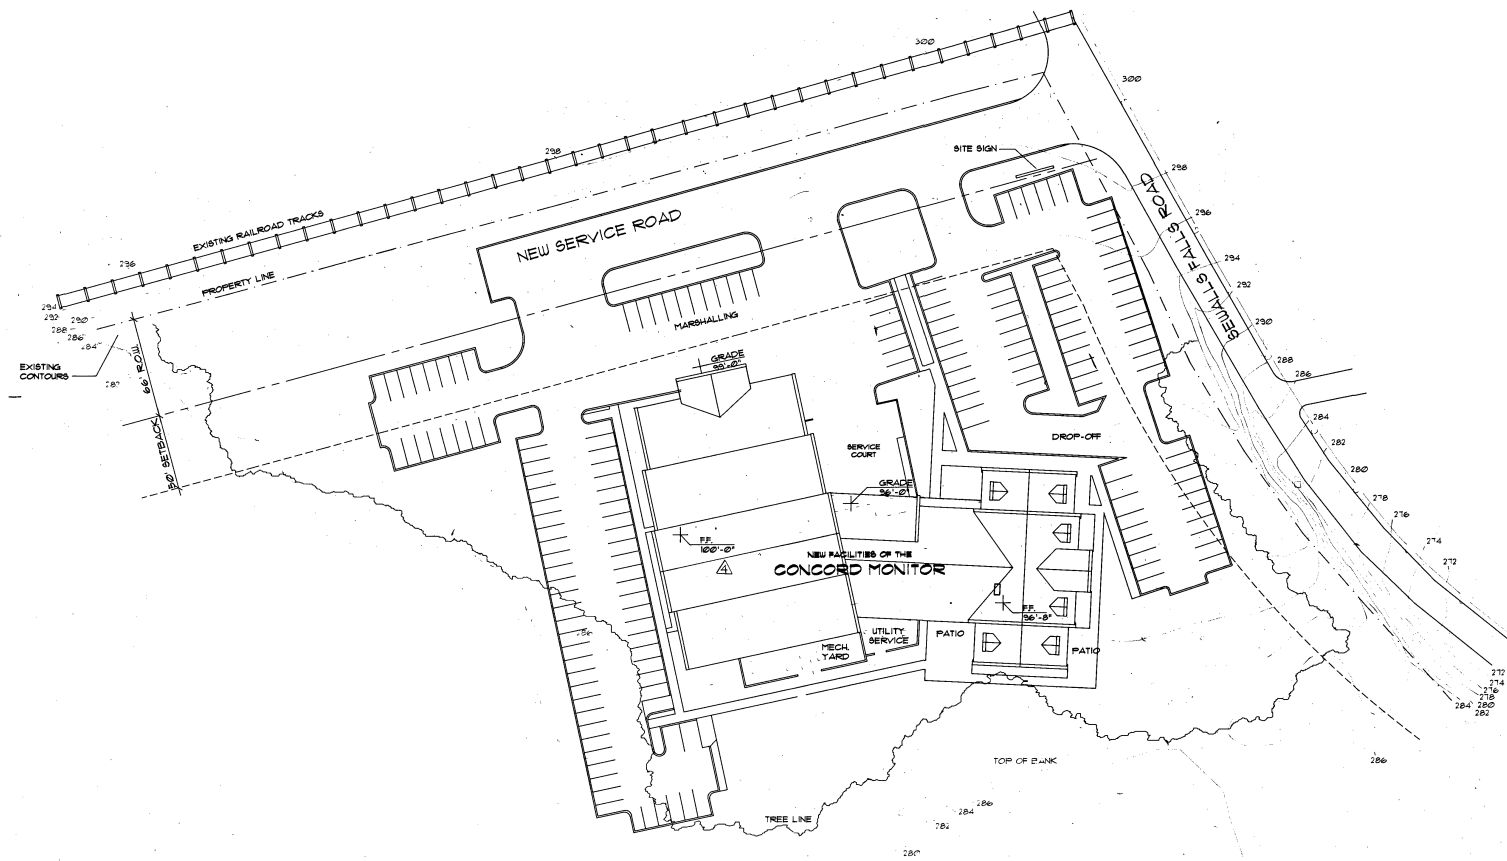 300
300
298
SITE SIGN
298
SEWALLS FALLS ROAD
296
294
292
290
288
286
284
282
280
278
276
274
272
EXISTING RAILROAD TRACKS
NEW SERVICE ROAD
296
PROPERTY LINE
294
292
290
288
286
284
EXISTING
CONTOURS
66' R.O.W.
50' SETBACK
MARSHALLING
GRADE
99'-0"
DROP-OFF
SERVICE
COURT
GRADE
96'-0"
F.F.
100'-0"
4
NEW FACILITIES OF THE
CONCORD MONITOR
F.F.
96'-8"
286
UTILITY
SERVICE
PATIO
MECH.
YARD
PATIO
272
274
276
278
280
282
284
286
TOP OF BANK
TREE LINE
286
284
282
280